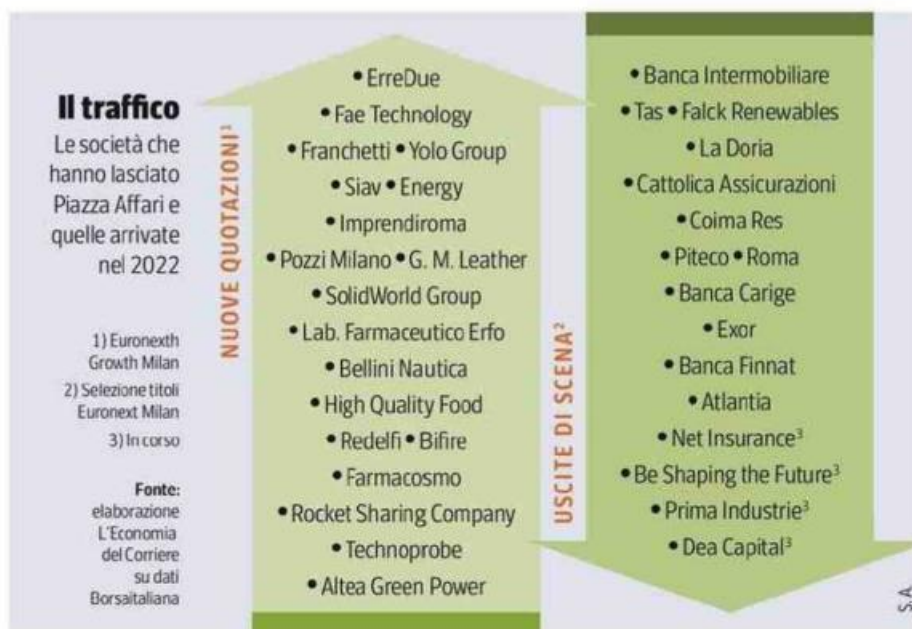 Il traffico
Le società che
hanno lasciato
Piazza Affari e
quelle arrivate
nel 2022
1) Euronexth
Growth Milan
2) Selezione titoli
Euronext Milan
3) In corso
Fonte:
elaborazione
L'Economia
del Corriere
su dati
Borsaitaliana
NUOVE QUOTAZIONI¹
• ErreDue
• Fae Technology
• Franchetti • Yolo Group
• Siav • Energy
• Imprendiroma
• Pozzi Milano • G. M. Leather
• SolidWorld Group
• Lab. Farmaceutico Erfo
• Bellini Nautica
• High Quality Food
• Redelfi • Bifire
• Farmacosmo
• Rocket Sharing Company
• Technoprobe
• Altea Green Power
USCITE DI SCENA²
• Banca Intermobiliare
• Tas • Falck Renewables
• La Doria
• Cattolica Assicurazioni
• Coima Res
• Piteco • Roma
• Banca Carige
• Exor
• Banca Finnat
• Atlantia
• Net Insurance³
• Be Shaping the Future³
• Prima Industrie³
• Dea Capital³
S.A.